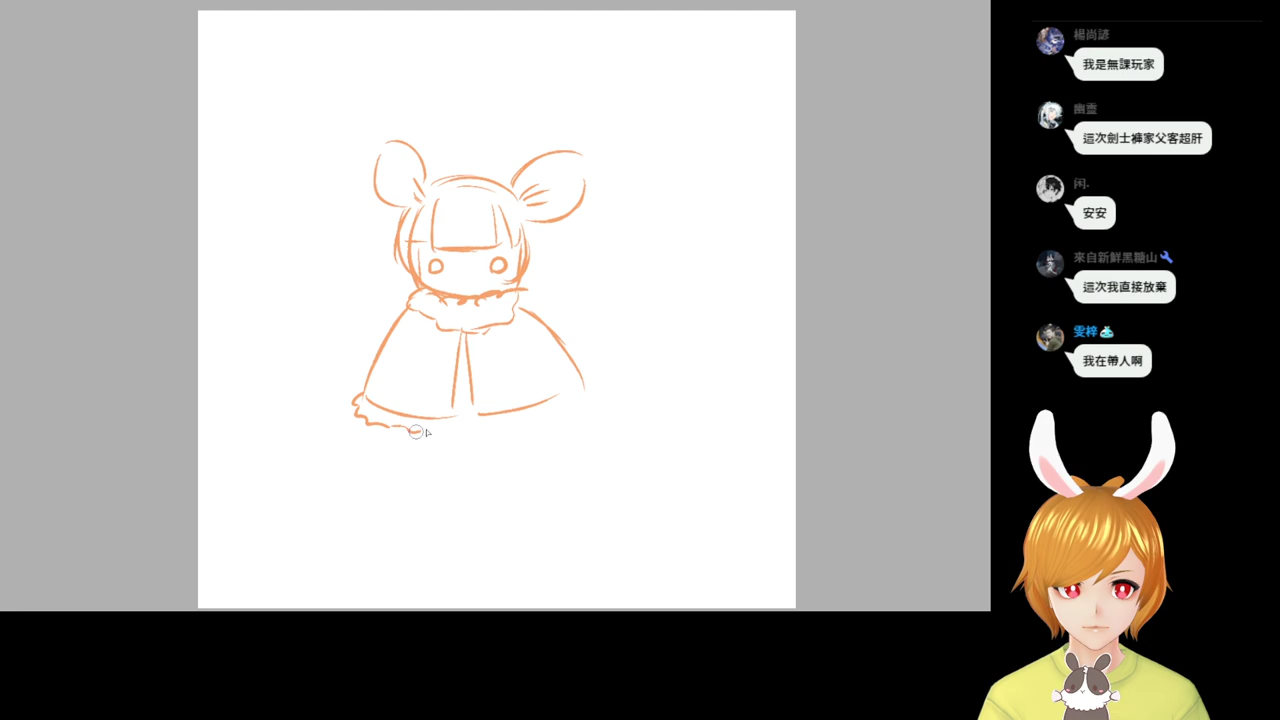 楊尚諺
我是無課玩家
幽靈
這次劍士褲家父客超肝
闲.
安安
來自新鮮黑糖山
這次我直接放棄
雯梓
我在帶人啊